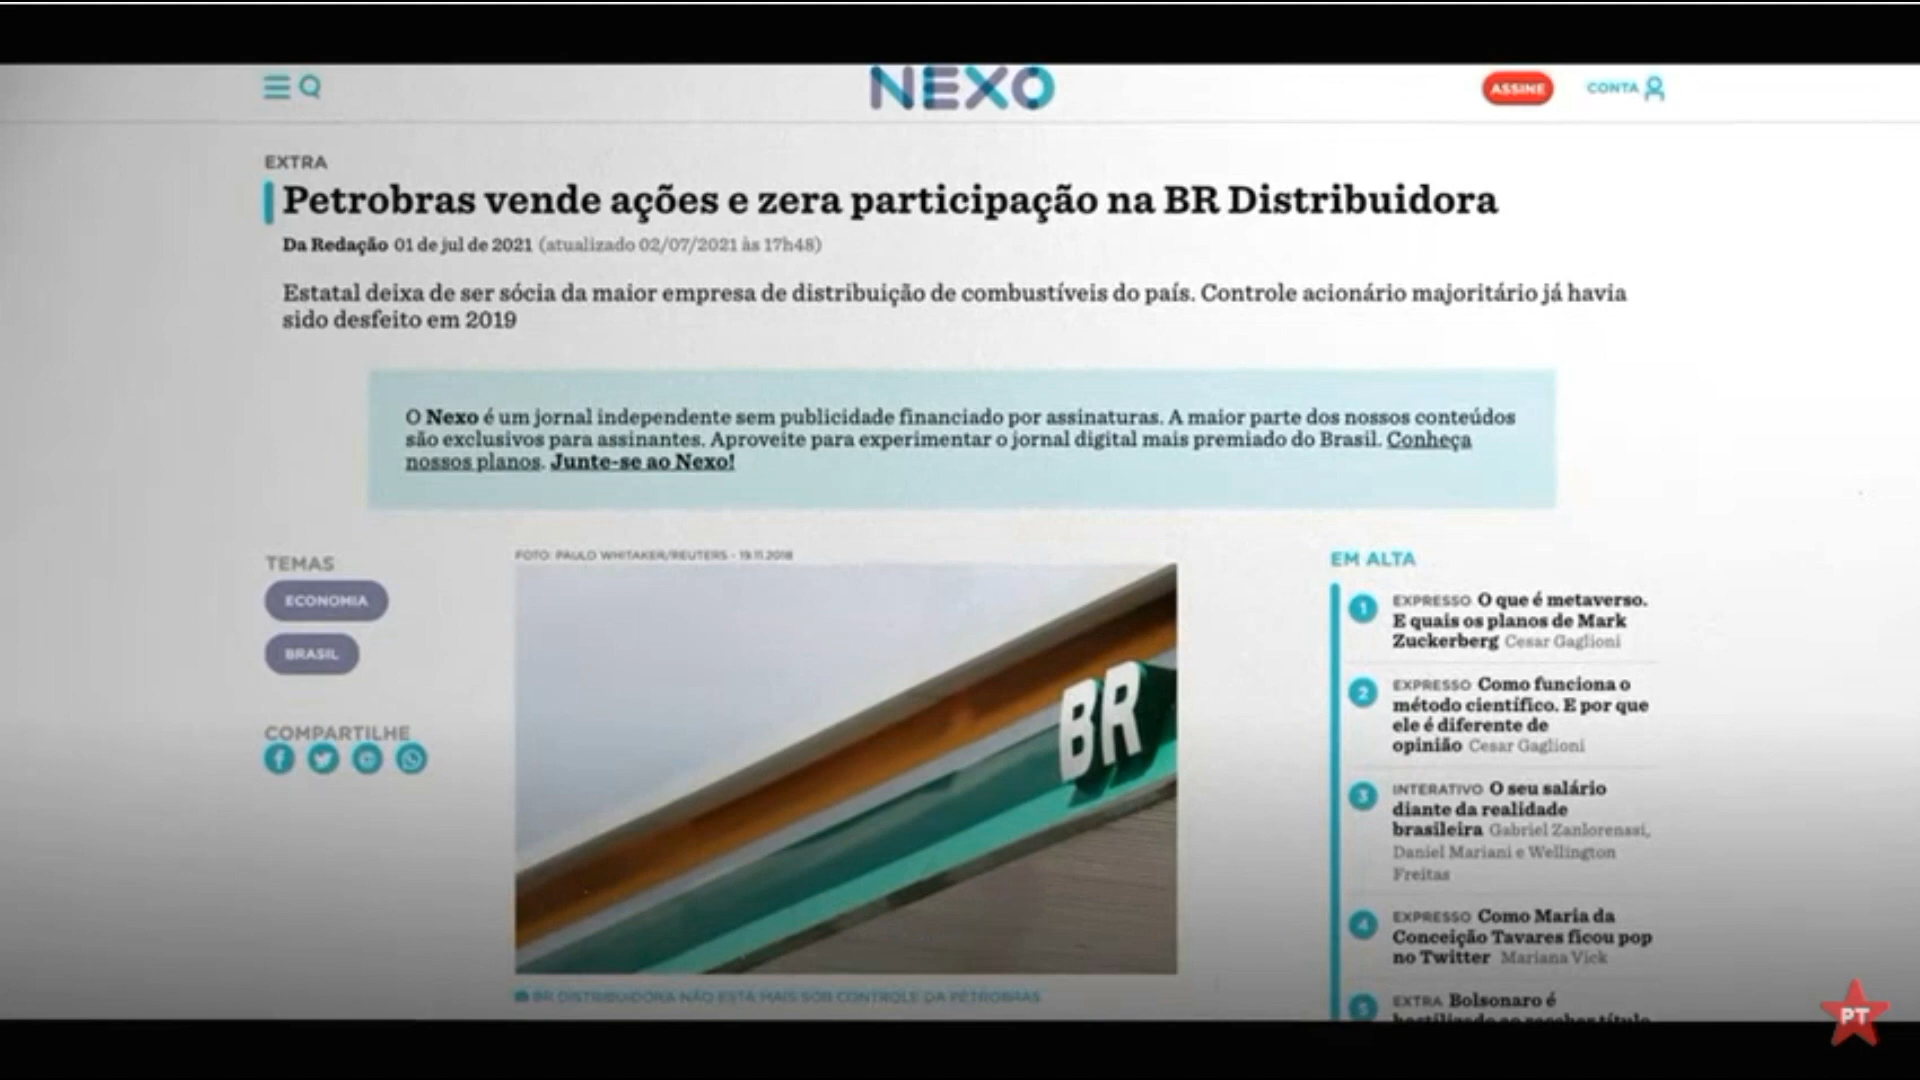 NEXO
ASSINE
CONTA
EXTRA
Petrobras vende ações e zera participação na BR Distribuidora
Da Redação 01 de jul de 2021 (atualizado 02/07/2021 às 17h48)
Estatal deixa de ser sócia da maior empresa de distribuição de combustíveis do país. Controle acionário majoritário já havia
sido desfeito em 2019
O Nexo é um jornal independente sem publicidade financiado por assinaturas. A maior parte dos nossos conteúdos
são exclusivos para assinantes. Aproveite para experimentar o jornal digital mais premiado do Brasil. Conheça
nossos planos. Junte-se ao Nexo!
TEMAS
ECONOMIA
BRASIL
COMPARTILHE
FOTO: PAULO WHITAKER/REUTERS - 19.11.2018
BR
BR DISTRIBUIDORA NÃO ESTÁ MAIS SOB CONTROLE DA PETROBRAS
EM ALTA
1
EXPRESSO O que é metaverso.
E quais os planos de Mark
Zuckerberg Cesar Gaglioni
2
EXPRESSO Como funciona o
método científico. E por que
ele é diferente de
opinião Cesar Gaglioni
3
INTERATIVO O seu salário
diante da realidade
brasileira Gabriel Zanlorenssi,
Daniel Mariani e Wellington
Freitas
4
EXPRESSO Como Maria da
Conceição Tavares ficou pop
no Twitter Mariana Vick
5
EXTRA Bolsonaro é
hostilizado ao receber título
PT